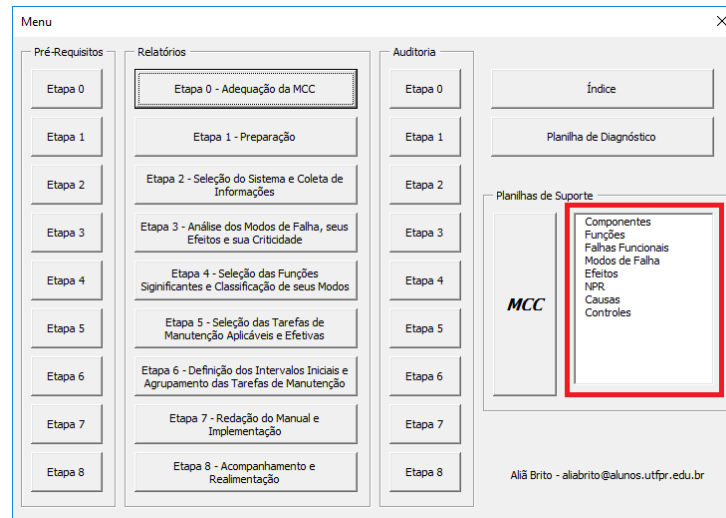 Menu
Pré-Requisitos
Etapa 0
Etapa 1
Etapa 2
Etapa 3
Etapa 4
Etapa 5
Etapa 6
Etapa 7
Etapa 8
Relatórios
Etapa 0 - Adequação da MCC
Etapa 1 - Preparação
Etapa 2 - Seleção do Sistema e Coleta de
Informações
Etapa 3 - Análise dos Modos de Falha, seus
Efeitos e sua Criticidade
Etapa 4 - Seleção das Funções
Siginificantes e Classificação de seus Modos
Etapa 5 - Seleção das Tarefas de
Manutenção Aplicáveis e Efetivas
Etapa 6 - Definição dos Intervalos Iniciais e
Agrupamento das Tarefas de Manutenção
Etapa 7 - Redação do Manual e
Implementação
Etapa 8 - Acompanhamento e
Realimentação
Auditoria
Etapa 0
Etapa 1
Etapa 2
Etapa 3
Etapa 4
Etapa 5
Etapa 6
Etapa 7
Etapa 8
Índice
Planilha de Diagnóstico
Planilhas de Suporte
MCC
Componentes
Funções
Falhas Funcionais
Modos de Falha
Efeitos
NPR
Causas
Controles
Aliã Brito - aliabrito@alunos.utfpr.edu.br